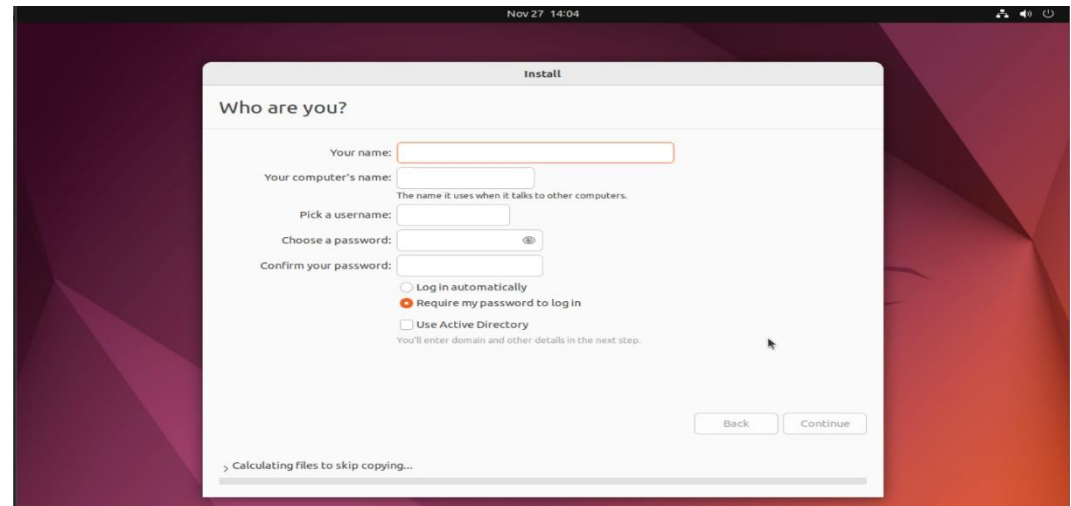 Nov 27 14:04
Install
Who are you?
Your name:
Your computer's name:
The name it uses when it talks to other computers.
Pick a username:
Choose a password:
Confirm your password:
Log in automatically
Require my password to log in
Use Active Directory
You'll enter domain and other details in the next step.
Back Continue
Calculating files to skip copying...